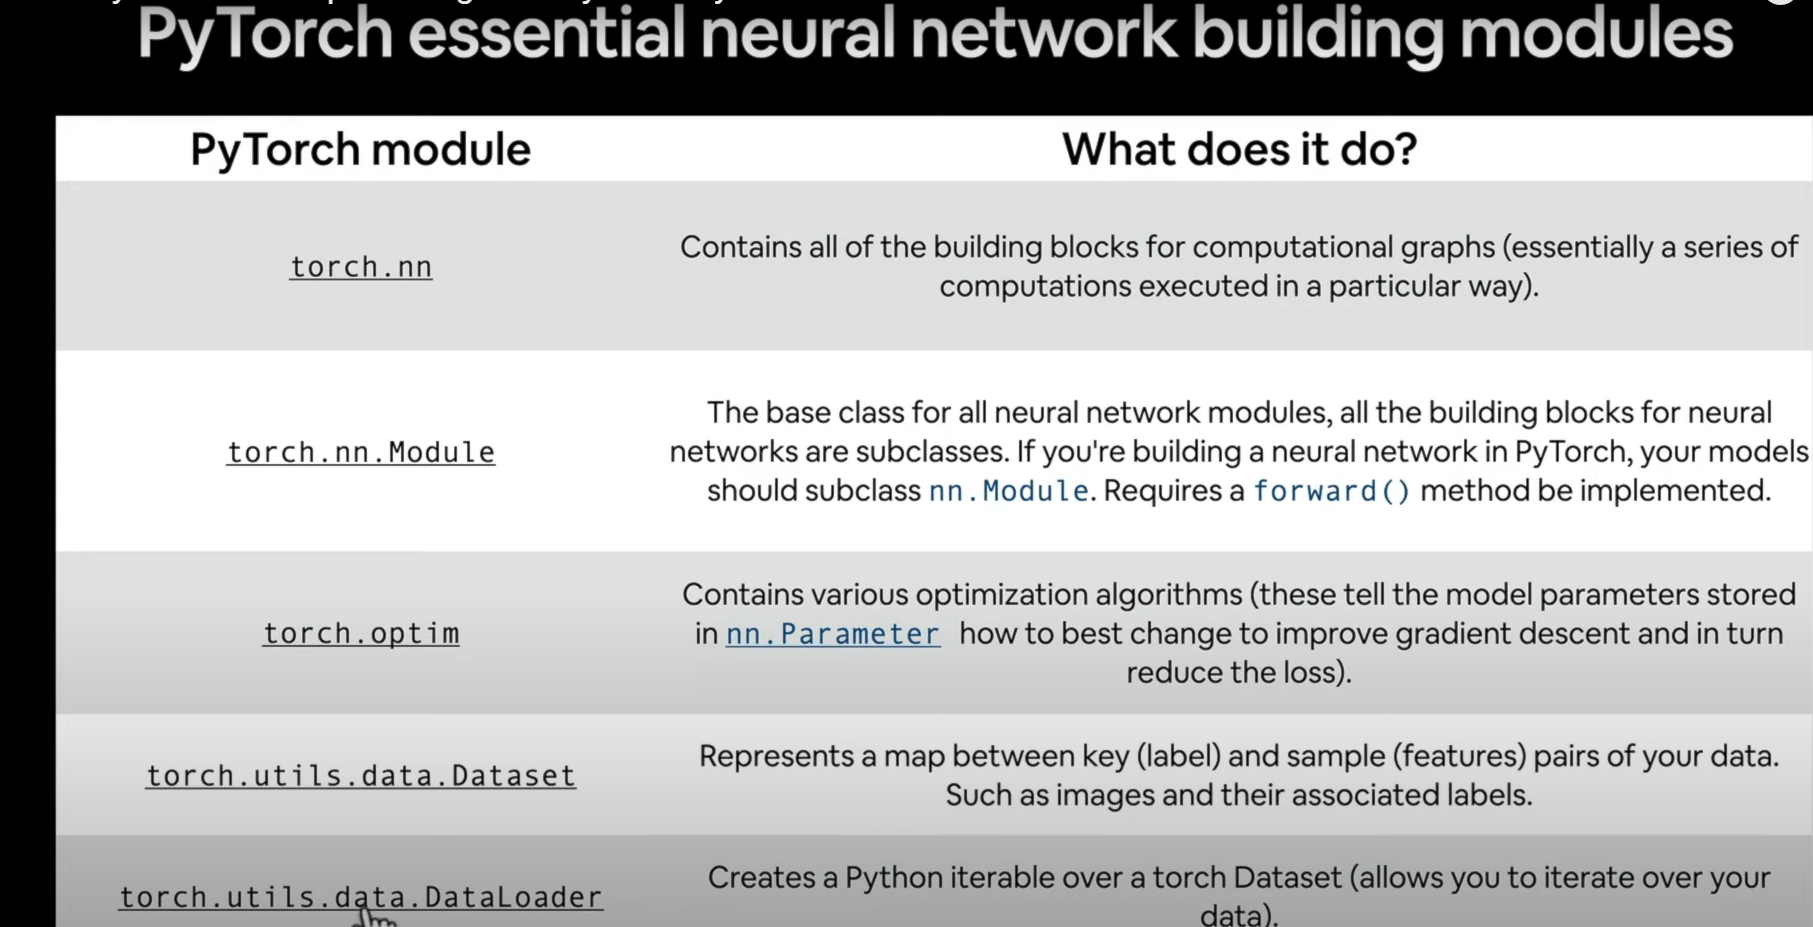 PyTorch essential neural network building modules
PyTorch module
What does it do?
torch.nn
Contains all of the building blocks for computational graphs (essentially a series of
computations executed in a particular way).
torch.nn.Module
The base class for all neural network modules, all the building blocks for neural
networks are subclasses. If you're building a neural network in PyTorch, your models
should subclass nn.Module. Requires a forward() method be implemented.
torch.optim
Contains various optimization algorithms (these tell the model parameters stored
in nn.Parameter how to best change to improve gradient descent and in turn
reduce the loss).
torch.utils.data.Dataset
Represents a map between key (label) and sample (features) pairs of your data.
Such as images and their associated labels.
torch.utils.data.DataLoader
Creates a Python iterable over a torch Dataset (allows you to iterate over your
data).